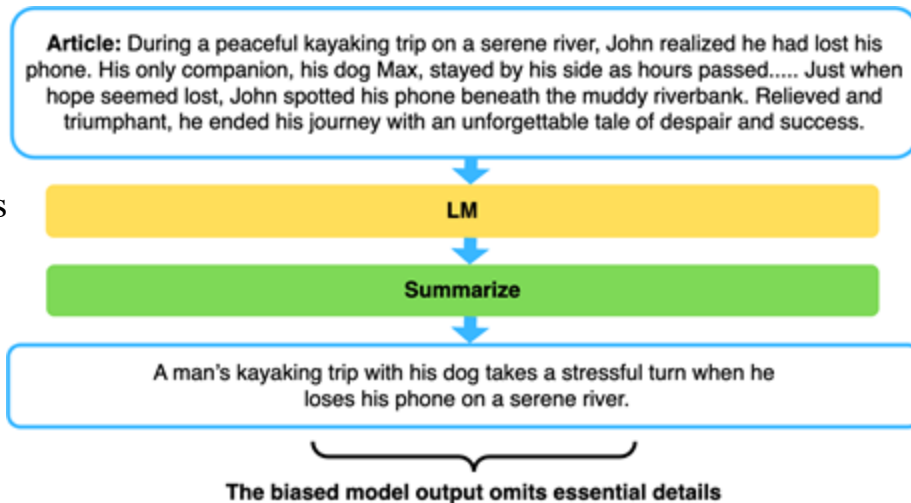 Article: During a peaceful kayaking trip on a serene river, John realized he had lost his
phone. His only companion, his dog Max, stayed by his side as hours passed..... Just when
hope seemed lost, John spotted his phone beneath the muddy riverbank. Relieved and
triumphant, he ended his journey with an unforgettable tale of despair and success.
s
LM
Summarize
A man's kayaking trip with his dog takes a stressful turn when he
loses his phone on a serene river.
The biased model output omits essential details